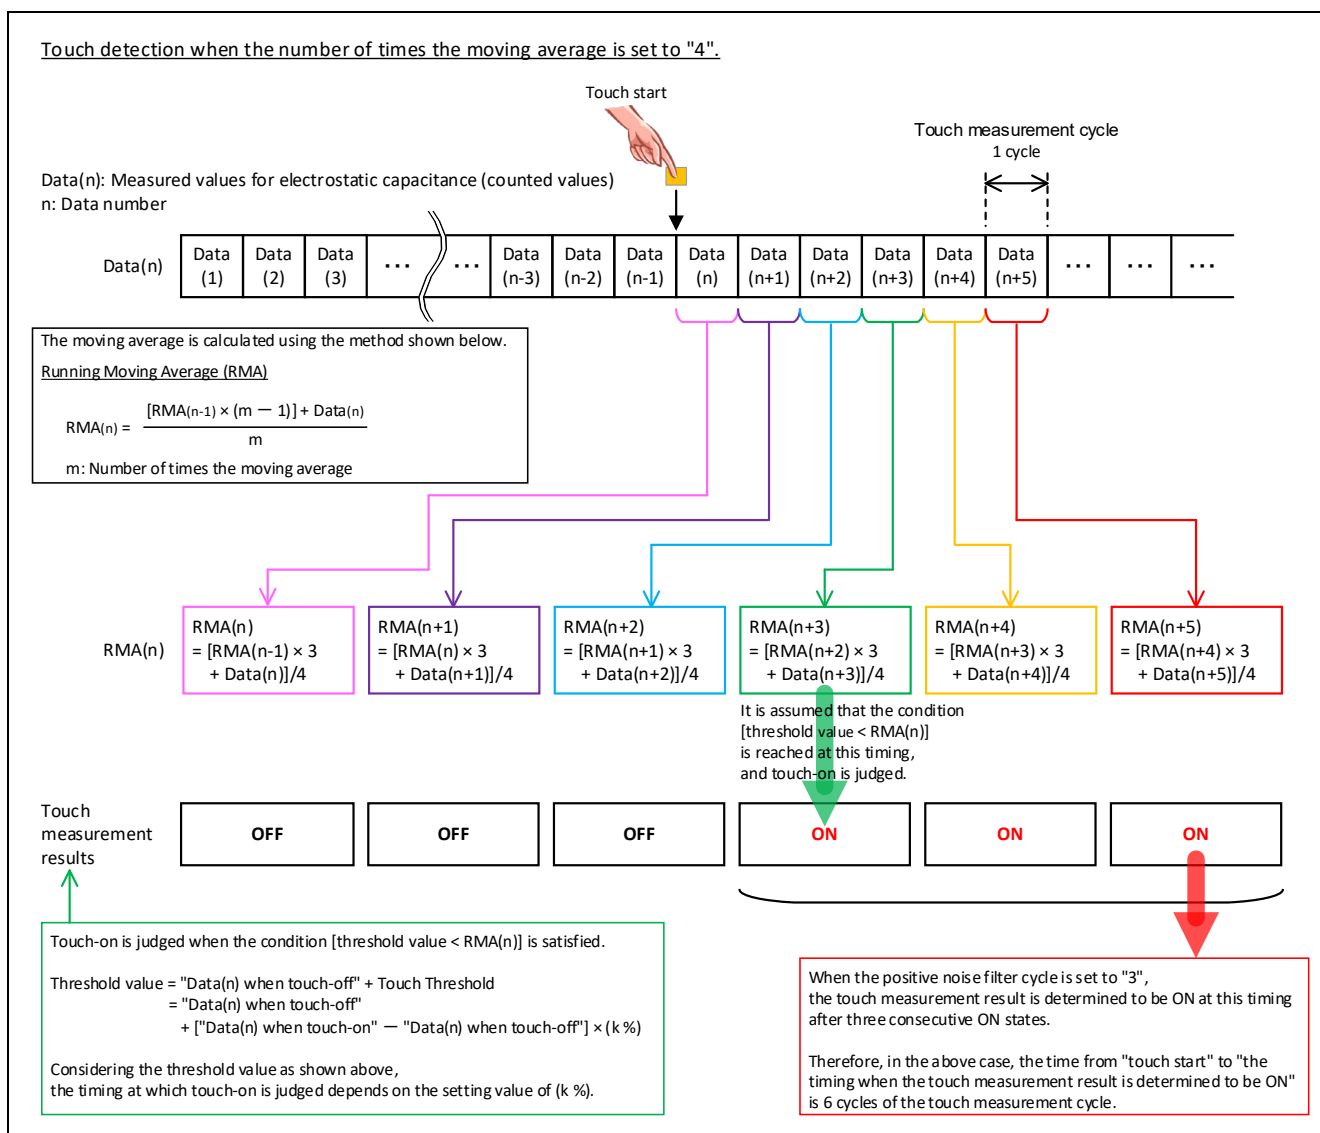 Touch detection when the number of times the moving average is set to "4".
Touch start
Touch measurement cycle
1 cycle
Data(n): Measured values for electrostatic capacitance (counted values)
n: Data number
Data(n)
Data (1)
Data (2)
Data (3)
...
...
Data (n-3)
Data (n-2)
Data (n-1)
Data (n)
Data (n+1)
Data (n+2)
Data (n+3)
Data (n+4)
Data (n+5)
...
...
...
The moving average is calculated using the method shown below.
Running Moving Average (RMA)
RMA(n) = [RMA(n-1) × (m － 1)] + Data(n)
m
m: Number of times the moving average
RMA(n)
RMA(n)
= [RMA(n-1) × 3
+ Data(n)]/4
RMA(n+1)
= [RMA(n) × 3
+ Data(n+1)]/4
RMA(n+2)
= [RMA(n+1) × 3
+ Data(n+2)]/4
RMA(n+3)
= [RMA(n+2) × 3
+ Data(n+3)]/4
RMA(n+4)
= [RMA(n+3) × 3
+ Data(n+4)]/4
RMA(n+5)
= [RMA(n+4) × 3
+ Data(n+5)]/4
It is assumed that the condition
[threshold value < RMA(n)]
is reached at this timing,
and touch-on is judged.
Touch
measurement
results
OFF
OFF
OFF
ON
ON
ON
Touch-on is judged when the condition [threshold value < RMA(n)] is satisfied.
Threshold value = "Data(n) when touch-off" + Touch Threshold
= "Data(n) when touch-off"
+ ["Data(n) when touch-on" － "Data(n) when touch-off"] × (k %)
Considering the threshold value as shown above,
the timing at which touch-on is judged depends on the setting value of (k %).
When the positive noise filter cycle is set to "3",
the touch measurement result is determined to be ON at this timing
after three consecutive ON states.
Therefore, in the above case, the time from "touch start" to "the
timing when the touch measurement result is determined to be ON"
is 6 cycles of the touch measurement cycle.